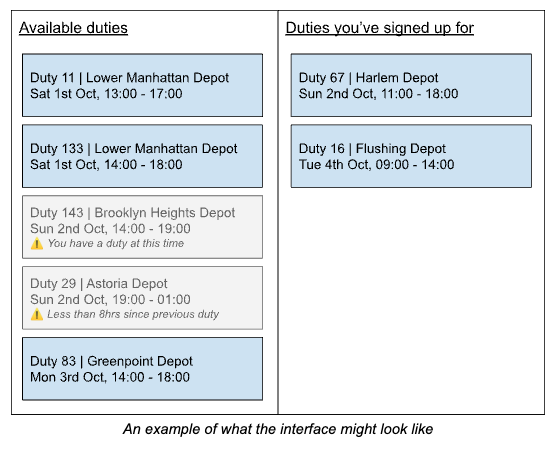 Available duties
Duty 11 | Lower Manhattan Depot
Sat 1st Oct, 13:00 - 17:00
Duty 133 | Lower Manhattan Depot
Sat 1st Oct, 14:00 - 18:00
Duty 143 | Brooklyn Heights Depot
Sun 2nd Oct, 14:00 - 19:00
⚠️ You have a duty at this time
Duty 29 | Astoria Depot
Sun 2nd Oct, 19:00 - 01:00
⚠️ Less than 8hrs since previous duty
Duty 83 | Greenpoint Depot
Mon 3rd Oct, 14:00 - 18:00
Duties you’ve signed up for
Duty 67 | Harlem Depot
Sun 2nd Oct, 11:00 - 18:00
Duty 16 | Flushing Depot
Tue 4th Oct, 09:00 - 14:00
An example of what the interface might look like